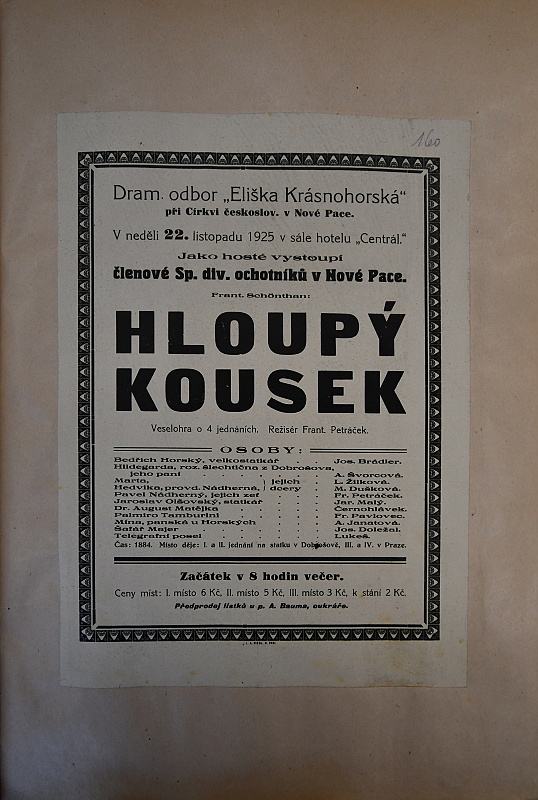 160
Dram. odbor „Eliška Krásnohorská“
při Církvi českoslov. v Nové Pace.
V neděli 22. listopadu 1925 v sále hotelu „Centrál.“
Jako hosté vystoupí
členové Sp. div. ochotníků v Nové Pace.
Frant. Schönthan:
HLOUPÝ
KOUSEK
Veselohra o 4 jednáních. Režisér Frant. Petráček.
OSOBY:
Bedřich Horský, velkostatkář . . Jos. Brádler.
Hildegarda, roz. šlechtična z Dobrošova,
jeho paní . . . . . A. Švorcová.
Marta, } jejich . . L. Žilková.
Hedvika, provd. Nádherná, } dcery . . M. Dušková.
Pavel Nádherný, jejich zeť . . . Fr. Petráček.
Jaroslav Olšovský, statkář . . . Jar. Malý.
Dr. August Matějka . . . . Černohlávek.
Palmiro Tamburini . . . . Fr. Pavlovec.
Mina, panská u Horských . . . A. Janatová.
Šafář Majer . . . . . Jos. Doležal.
Telegrafní posel . . . . Lukeš.
Čas: 1884. Místo děje: I. a II. jednání na statku v Dobrošově, III. a IV. v Praze.
Začátek v 8 hodin večer.
Ceny míst: I. místo 6 Kč, II. místo 5 Kč, III. místo 3 Kč, k stání 2 Kč.
Předprodej lístků u p. A. Bauma, cukráře.